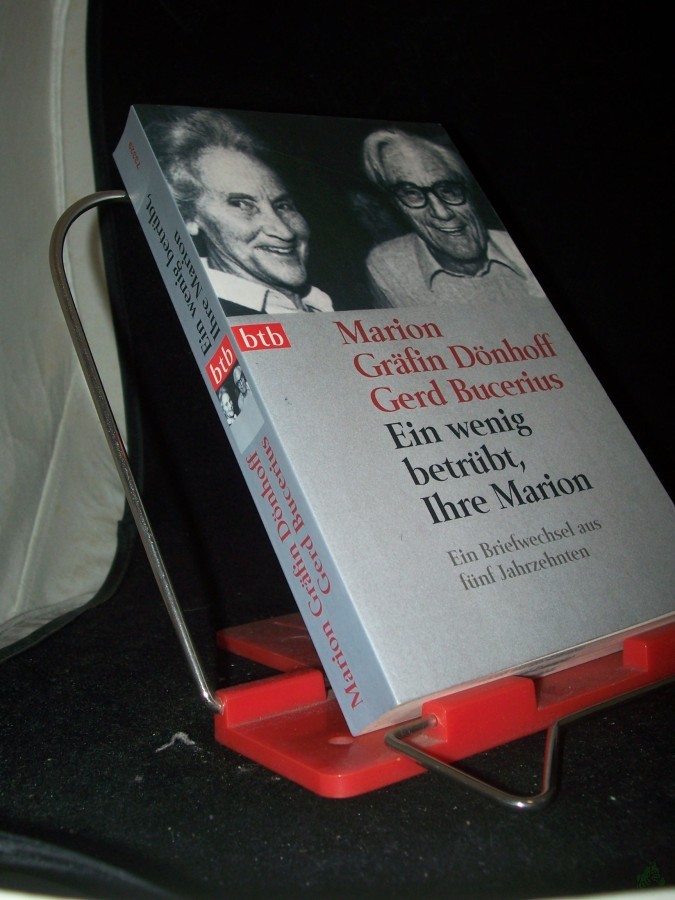 btb
Marion
Gräfin Dönhoff
Gerd Bucerius
Ein wenig
betrübt,
Ihre Marion
Ein Briefwechsel aus
fünf Jahrzehnten
Ein wenig betrübt,
Ihre Marion
btb
Marion Gräfin Dönhoff
Gerd Bucerius